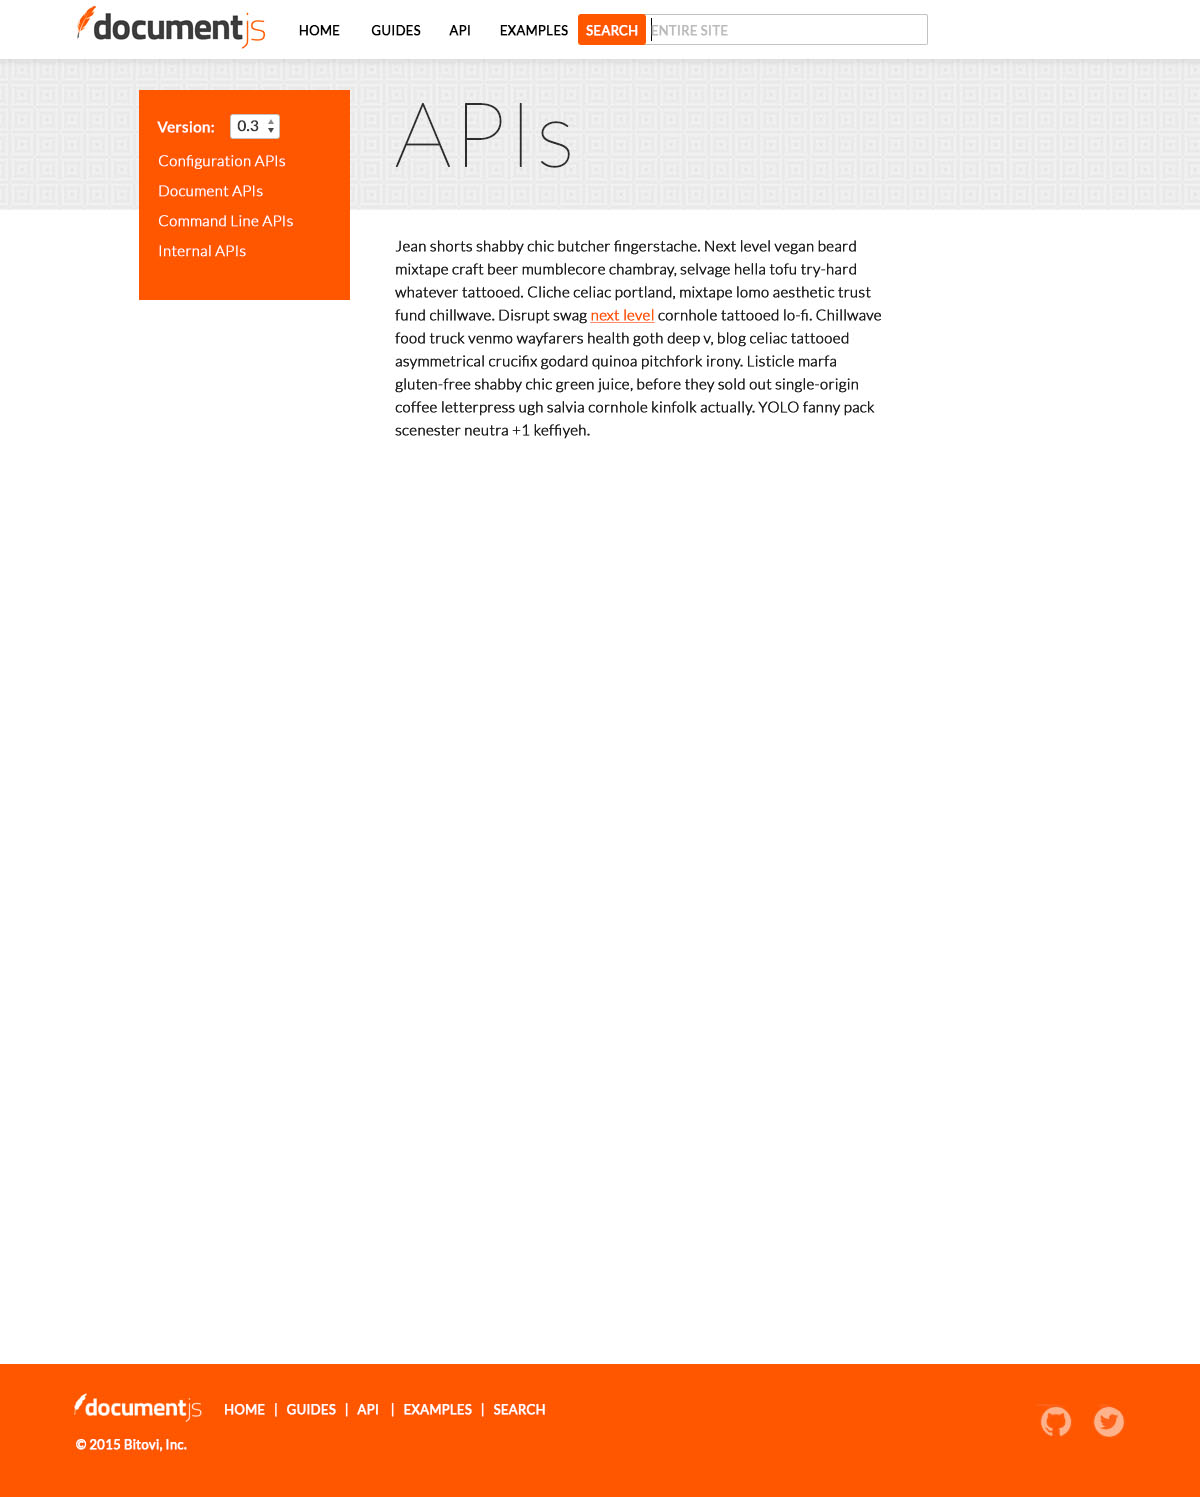 documentjs HOME GUIDES API EXAMPLES SEARCH ENTIRE SITE
APIs
Version: 0.3
Configuration APIs
Document APIs
Command Line APIs
Internal APIs
Jean shorts shabby chic butcher fingerstache. Next level vegan beard
mixtape craft beer mumblecore chambray, selvage hella tofu try-hard
whatever tattooed. Cliche celiac portland, mixtape lomo aesthetic trust
fund chillwave. Disrupt swag next level cornhole tattooed lo-fi. Chillwave
food truck venmo wayfarers health goth deep v, blog celiac tattooed
asymmetrical crucifix godard quinoa pitchfork irony. Listicle marfa
gluten-free shabby chic green juice, before they sold out single-origin
coffee letterpress ugh salvia cornhole kinfolk actually. YOLO fanny pack
scenester neutra +1 keffiyeh.
documentjs HOME | GUIDES | API | EXAMPLES | SEARCH
© 2015 Bitovi, Inc.